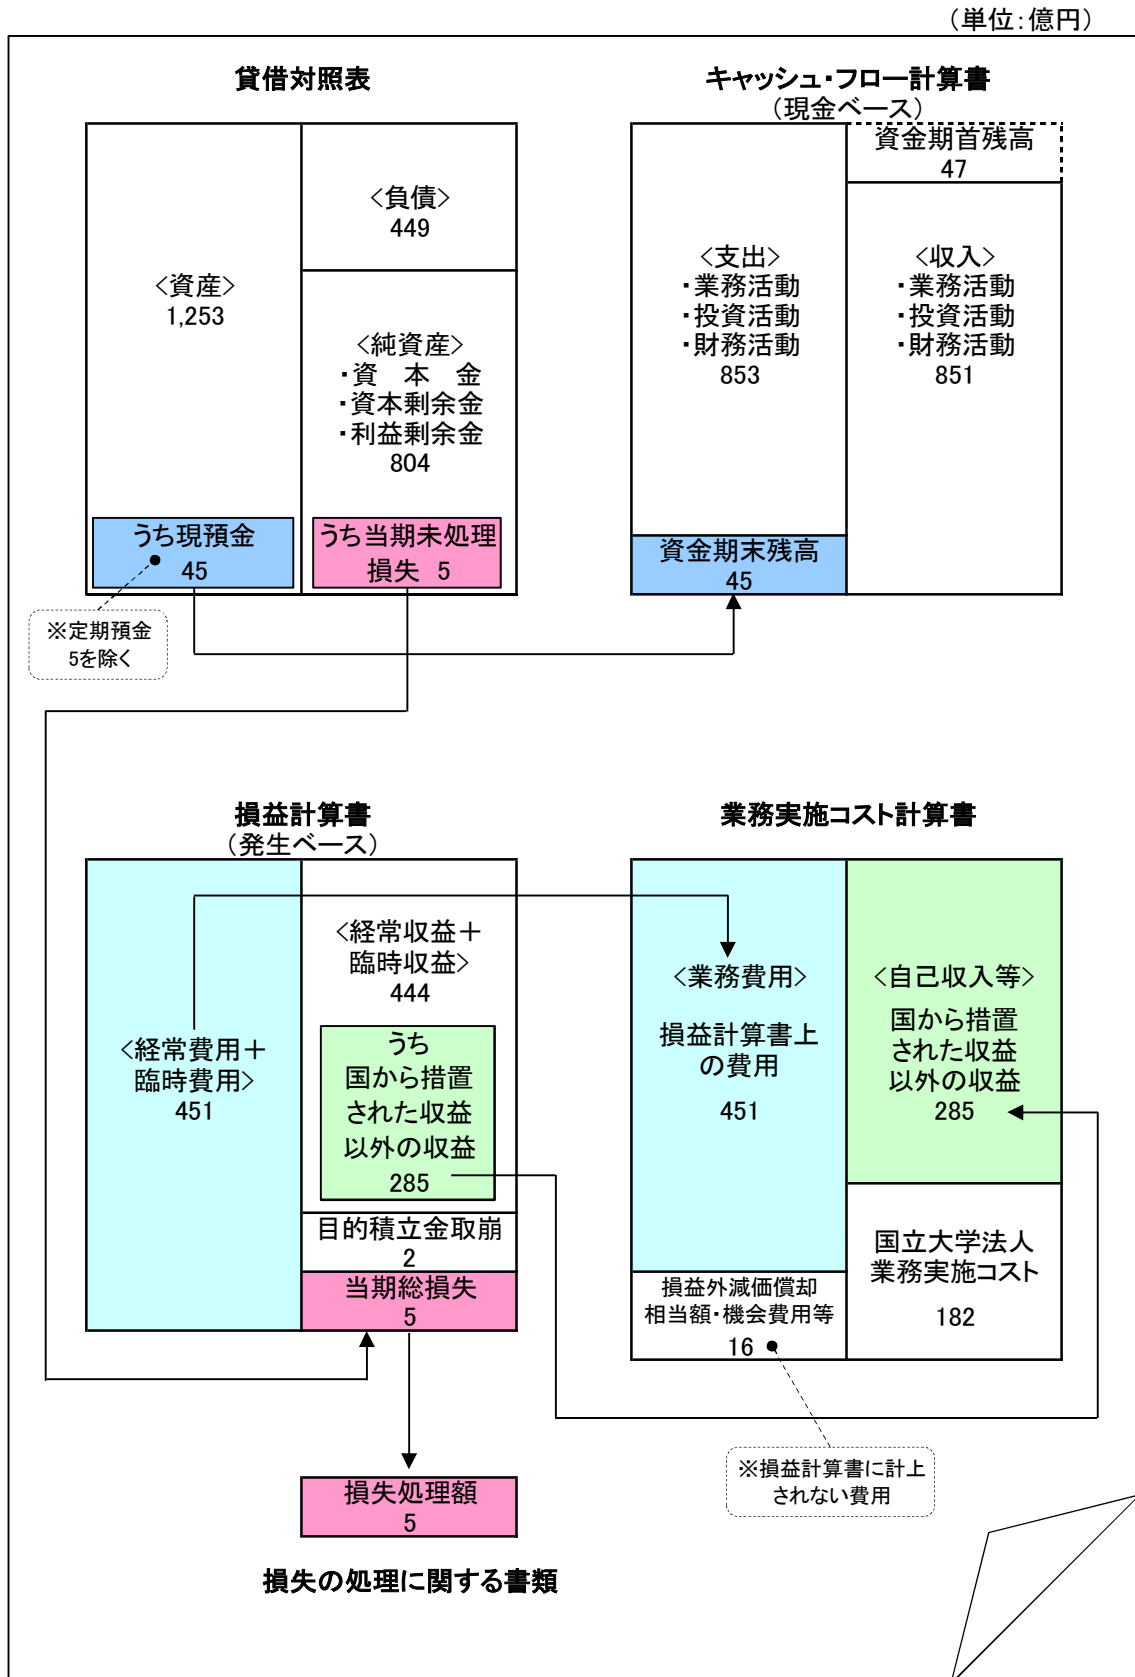 （単位：億円）
貸借対照表
＜資産＞
1,253
うち現預金
45
※定期預金
5を除く
＜負債＞
449
＜純資産＞
・資　本　金
・資本剰余金
・利益剰余金
804
うち当期未処理
損失 5
キャッシュ・フロー計算書
（現金ベース）
＜支出＞
・業務活動
・投資活動
・財務活動
853
資金期末残高
45
資金期首残高
47
＜収入＞
・業務活動
・投資活動
・財務活動
851
損益計算書
（発生ベース）
＜経常費用＋
臨時費用＞
451
＜経常収益＋
臨時収益＞
444
うち
国から措置
された収益
以外の収益
285
目的積立金取崩
2
当期総損失
5
損失処理額
5
損失の処理に関する書類
業務実施コスト計算書
＜業務費用＞
損益計算書上
の費用
451
損益外減価償却
相当額・機会費用等
16
※損益計算書に計上
されない費用
＜自己収入等＞
国から措置
された収益
以外の収益
285
国立大学法人
業務実施コスト
182